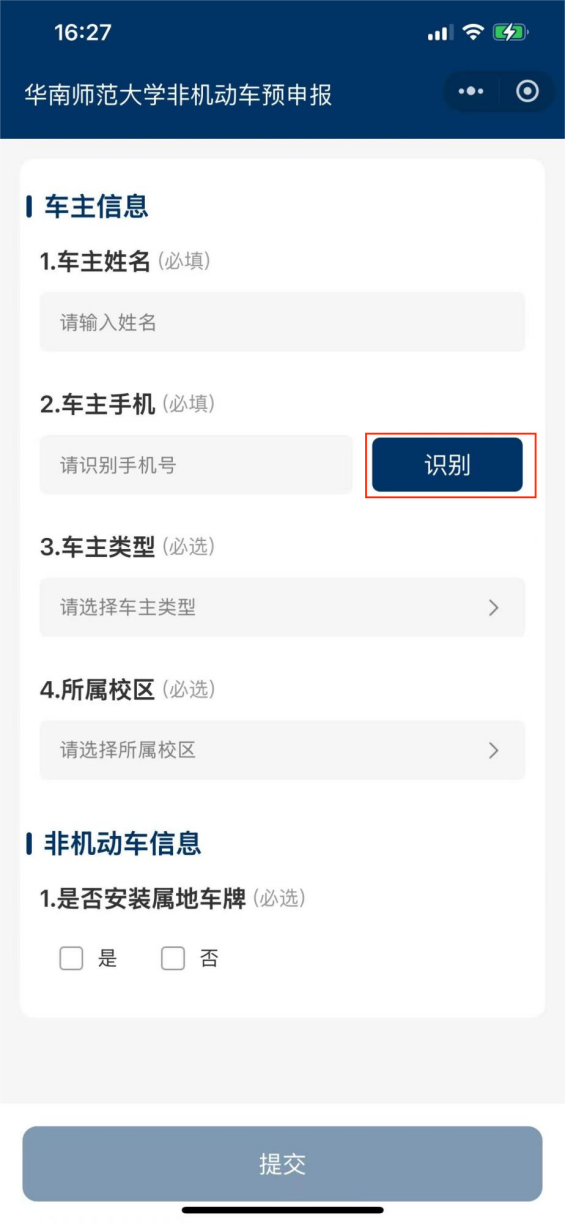 16:27
华南师范大学非机动车预申报
车主信息
1.车主姓名 (必填)
请输入姓名
2.车主手机 (必填)
请识别手机号
识别
3.车主类型 (必选)
请选择车主类型
4.所属校区 (必选)
请选择所属校区
非机动车信息
1.是否安装属地车牌 (必选)
是 否
提交